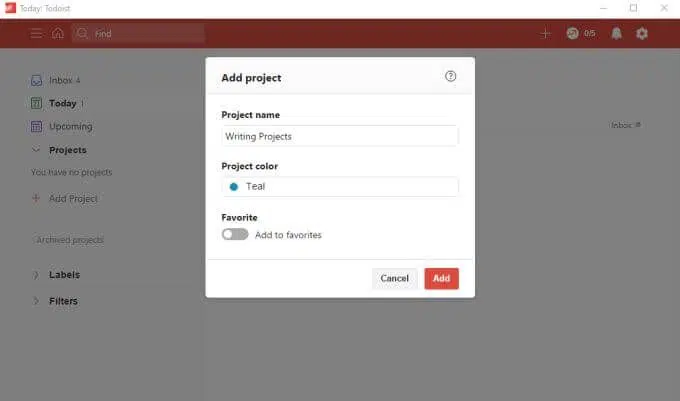 Today: Todoist
Find
0/5
Inbox 4
Today 1
Upcoming
Projects
You have no projects
Add Project
Archived projects
Labels
Filters
Inbox
Add project
Project name
Writing Projects
Project color
Teal
Favorite
Add to favorites
Cancel
Add